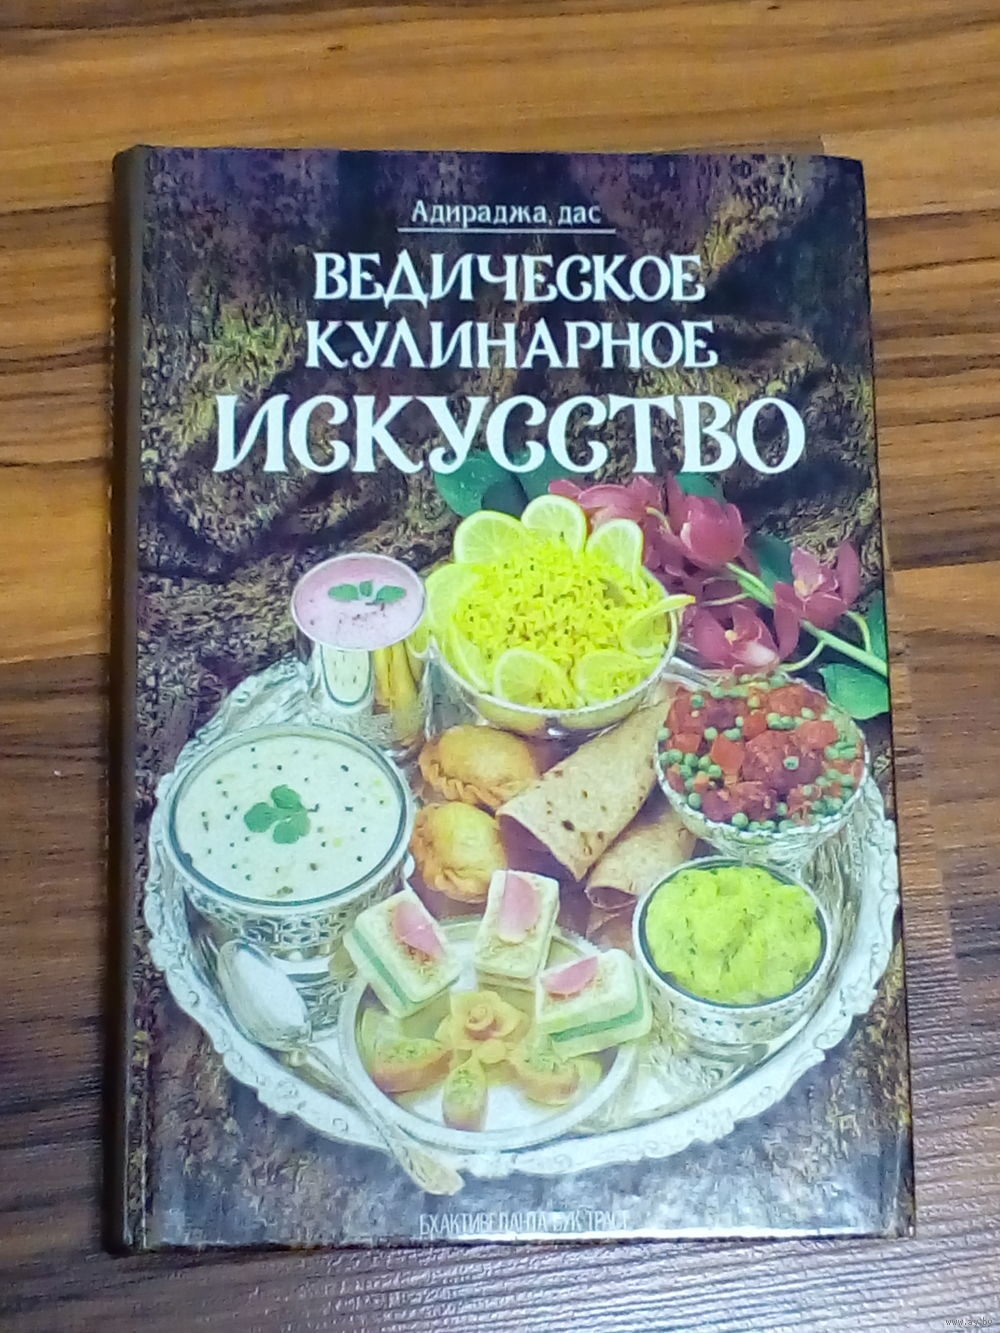 Адираджа, дас
ВЕДИЧЕСКОЕ
КУЛИНАРНОЕ
ИСКУССТВО
БХАКТИВЕДАНТА БУК ТРАСТ